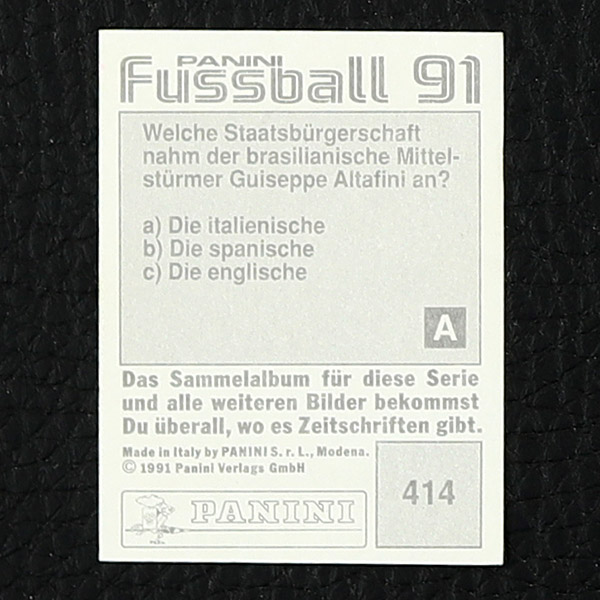 PANINI
Fussball 91
Welche Staatsbürgerschaft
nahm der brasilianische Mittel-
stürmer Guiseppe Altafini an?
a) Die italienische
b) Die spanische
c) Die englische
A
Das Sammelalbum für diese Serie
und alle weiteren Bilder bekommst
Du überall, wo es Zeitschriften gibt.
Made in Italy by PANINI S. r. L., Modena.
© 1991 Panini Verlags GmbH
414
PANINI